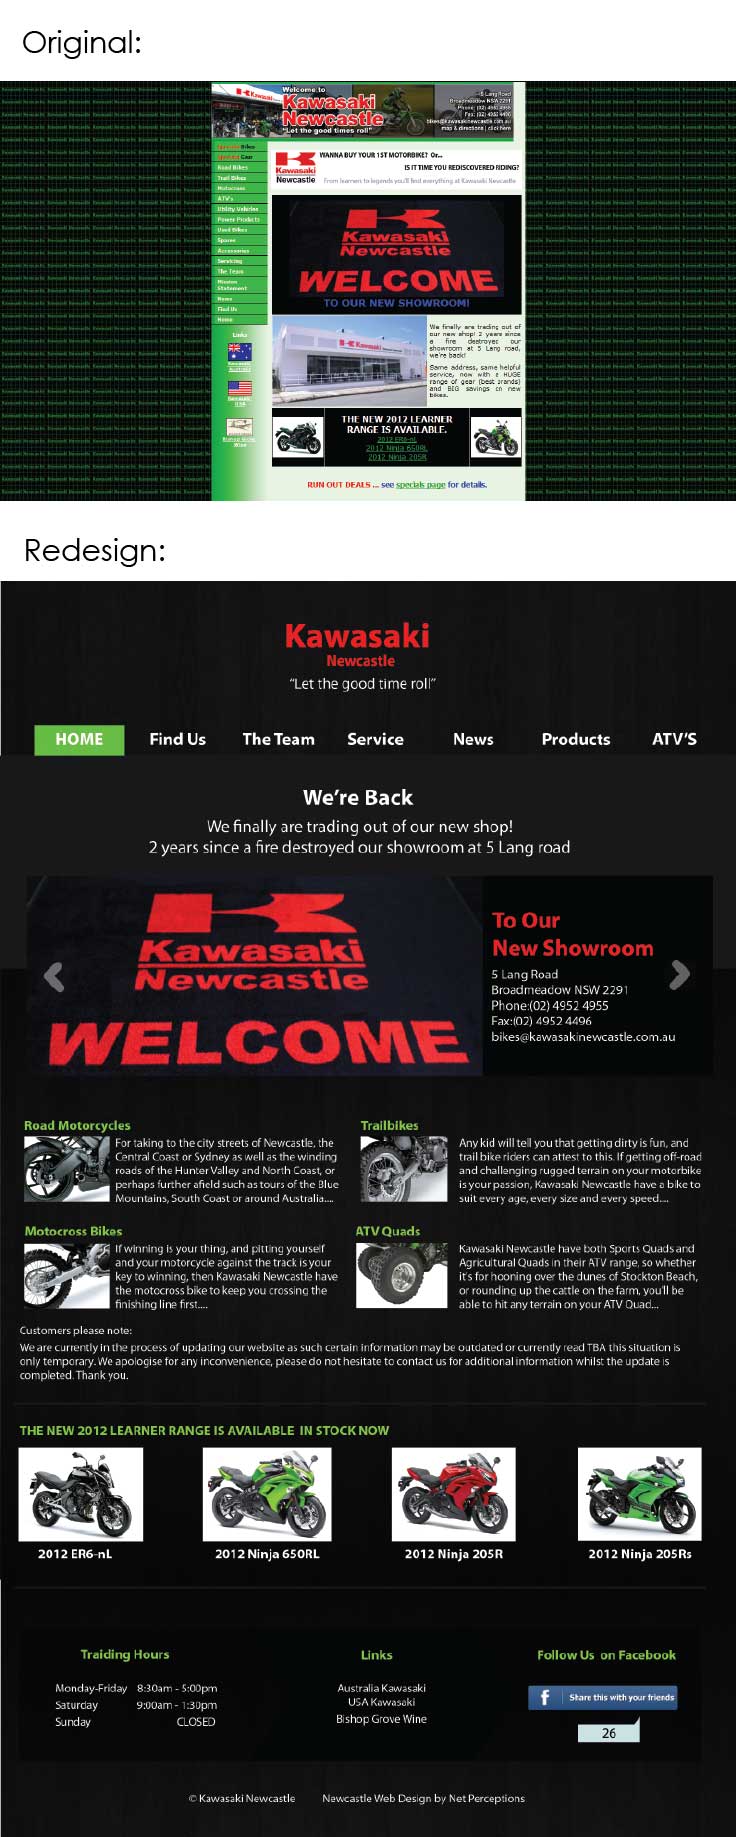 Original:
Welcome to
Kawasaki
Newcastle
"Let the good times roll"
5 Lang Road
Broadmeadow NSW 2291
Phone: (02) 4952 4955
Fax: (02) 4952 4496
bikes@kawasakinewcastle.com.au
map & directions | click here
Kawasaki
Bikes
Gear
Road Bikes
Trail Bikes
Motocross
ATV's
Utility Vehicles
Power Products
Used Bikes
Spares
Accessories
Servicing
The Team
Mission
Statement
News
Find Us
Home
Links
Kawasaki
Australia
Kawasaki
USA
Bishop Grove
Wine
Kawasaki
Newcastle
WANNA BUY YOUR 1ST MOTORBIKE? Or...
IS IT TIME YOU REDISCOVERED RIDING?
From learners to legends you'll find everything at Kawasaki Newcastle
Kawasaki
Newcastle
WELCOME
TO OUR NEW SHOWROOM!
Kawasaki
We finally are trading out of
our new shop! 2 years since
a fire destroyed our
showroom at 5 Lang road,
we're back!
Same address, same helpful
service, now with a HUGE
range of gear (best brands)
and BIG savings on new
bikes.
THE NEW 2012 LEARNER
RANGE IS AVAILABLE.
2012 ER6-nL
2012 Ninja 650RL
2012 Ninja 205R
RUN OUT DEALS ... see specials page for details.
Redesign:
Kawasaki
Newcastle
“Let the good time roll”
HOME Find Us The Team Service News Products ATV'S
We're Back
We finally are trading out of our new shop!
2 years since a fire destroyed our showroom at 5 Lang road
Kawasaki
Newcastle
WELCOME
To Our
New Showroom
5 Lang Road
Broadmeadow NSW 2291
Phone:(02) 4952 4955
Fax:(02) 4952 4496
bikes@kawasakinewcastle.com.au
Road Motorcycles
For taking to the city streets of Newcastle, the
Central Coast or Sydney as well as the winding
roads of the Hunter Valley and North Coast, or
perhaps further afield such as tours of the Blue
Mountains, South Coast or around Australia....
Trailbikes
Any kid will tell you that getting dirty is fun, and
trail bike riders can attest to this. If getting off-road
and challenging rugged terrain on your motorbike
is your passion, Kawasaki Newcastle have a bike to
suit every age, every size and every speed....
Motocross Bikes
If winning is your thing, and pitting yourself
and your motorcycle against the track is your
key to winning, then Kawasaki Newcastle have
the motocross bike to keep you crossing the
finishing line first....
ATV Quads
Kawasaki Newcastle have both Sports Quads and
Agricultural Quads in their ATV range, so whether
it's for hooning over the dunes of Stockton Beach,
or rounding up the cattle on the farm, you'll be
able to hit any terrain on your ATV Quad...
Customers please note:
We are currently in the process of updating our website as such certain information may be outdated or currently read TBA this situation is
only temporary. We apologise for any inconvenience, please do not hesitate to contact us for additional information whilst the update is
completed. Thank you.
THE NEW 2012 LEARNER RANGE IS AVAILABLE IN STOCK NOW
2012 ER6-nL 2012 Ninja 650RL 2012 Ninja 205R 2012 Ninja 205Rs
Traiding Hours
Monday-Friday 8:30am - 5:00pm
Saturday 9:00am - 1:30pm
Sunday CLOSED
Links
Australia Kawasaki
USA Kawasaki
Bishop Grove Wine
Follow Us on Facebook
f Share this with your friends
26
© Kawasaki Newcastle Newcastle Web Design by Net Perceptions